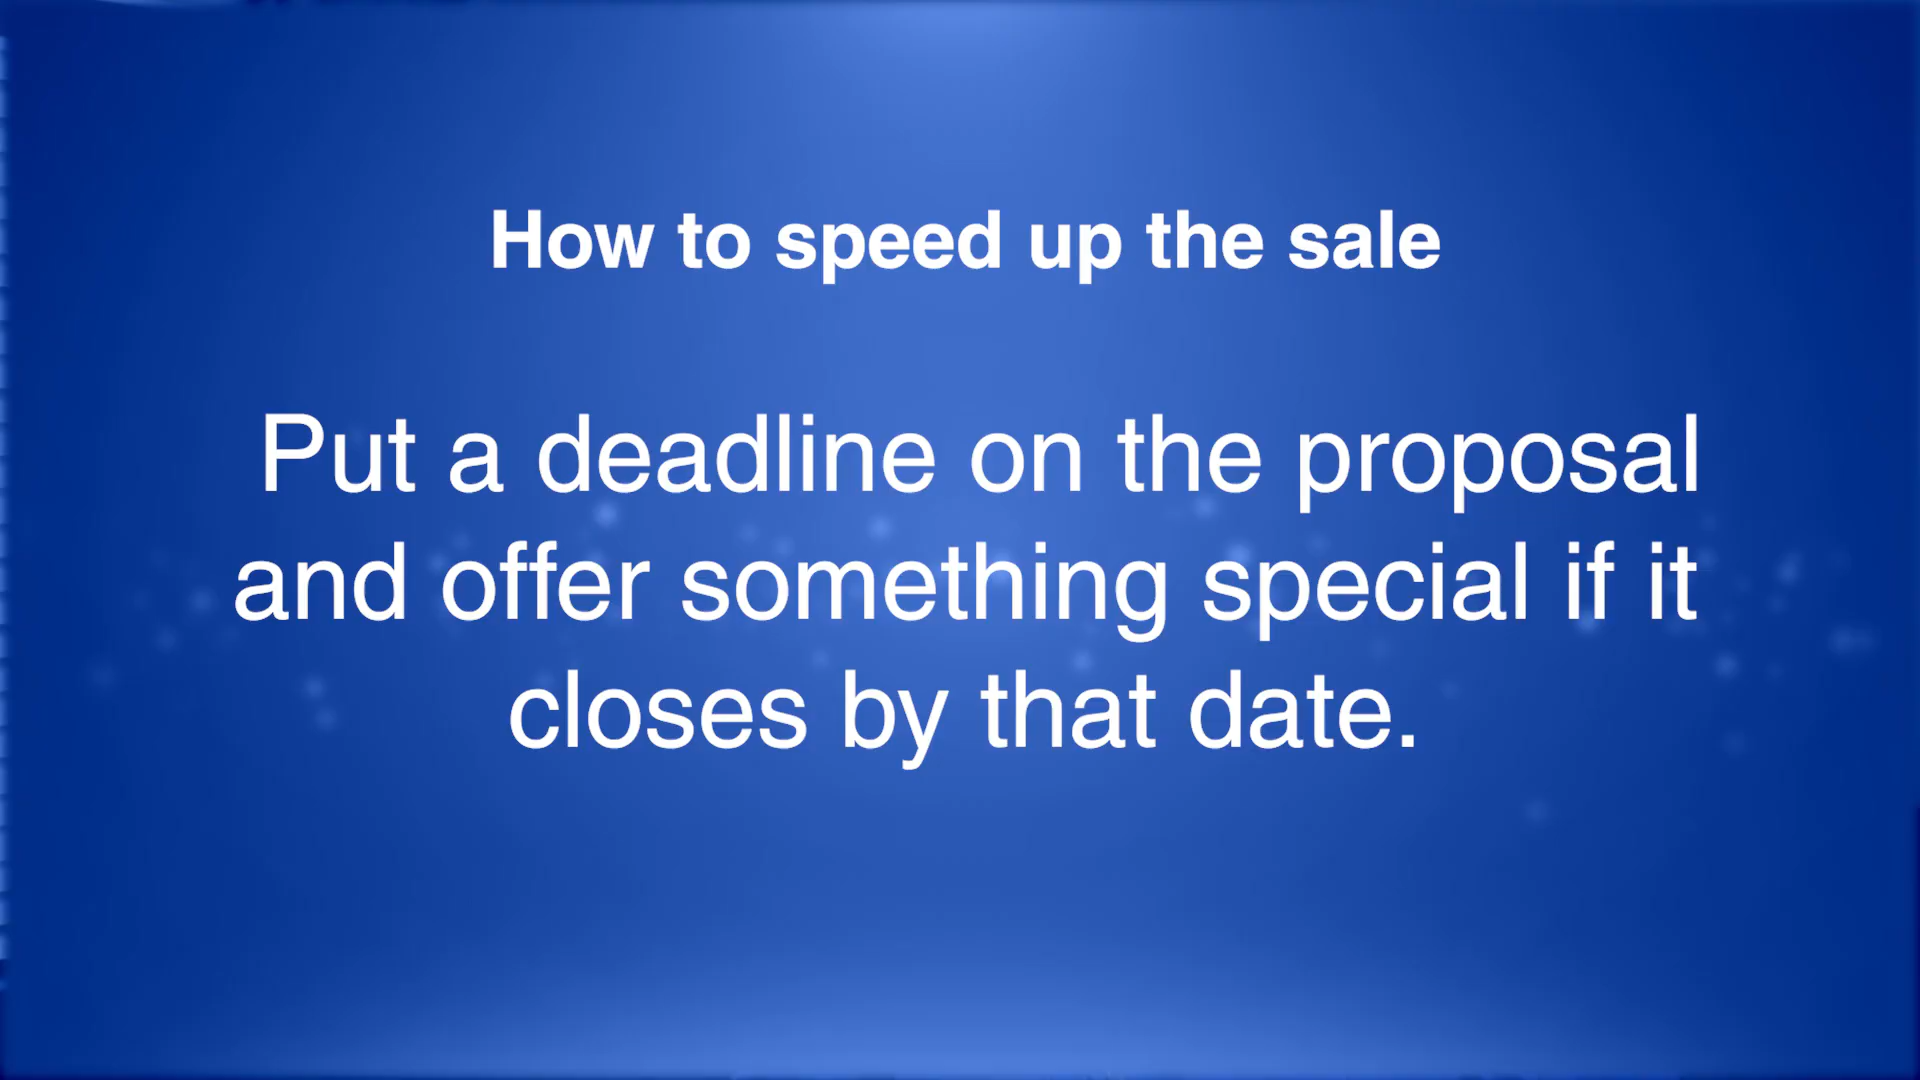 How to speed up the sale
Put a deadline on the proposal
and offer something special if it
closes by that date.